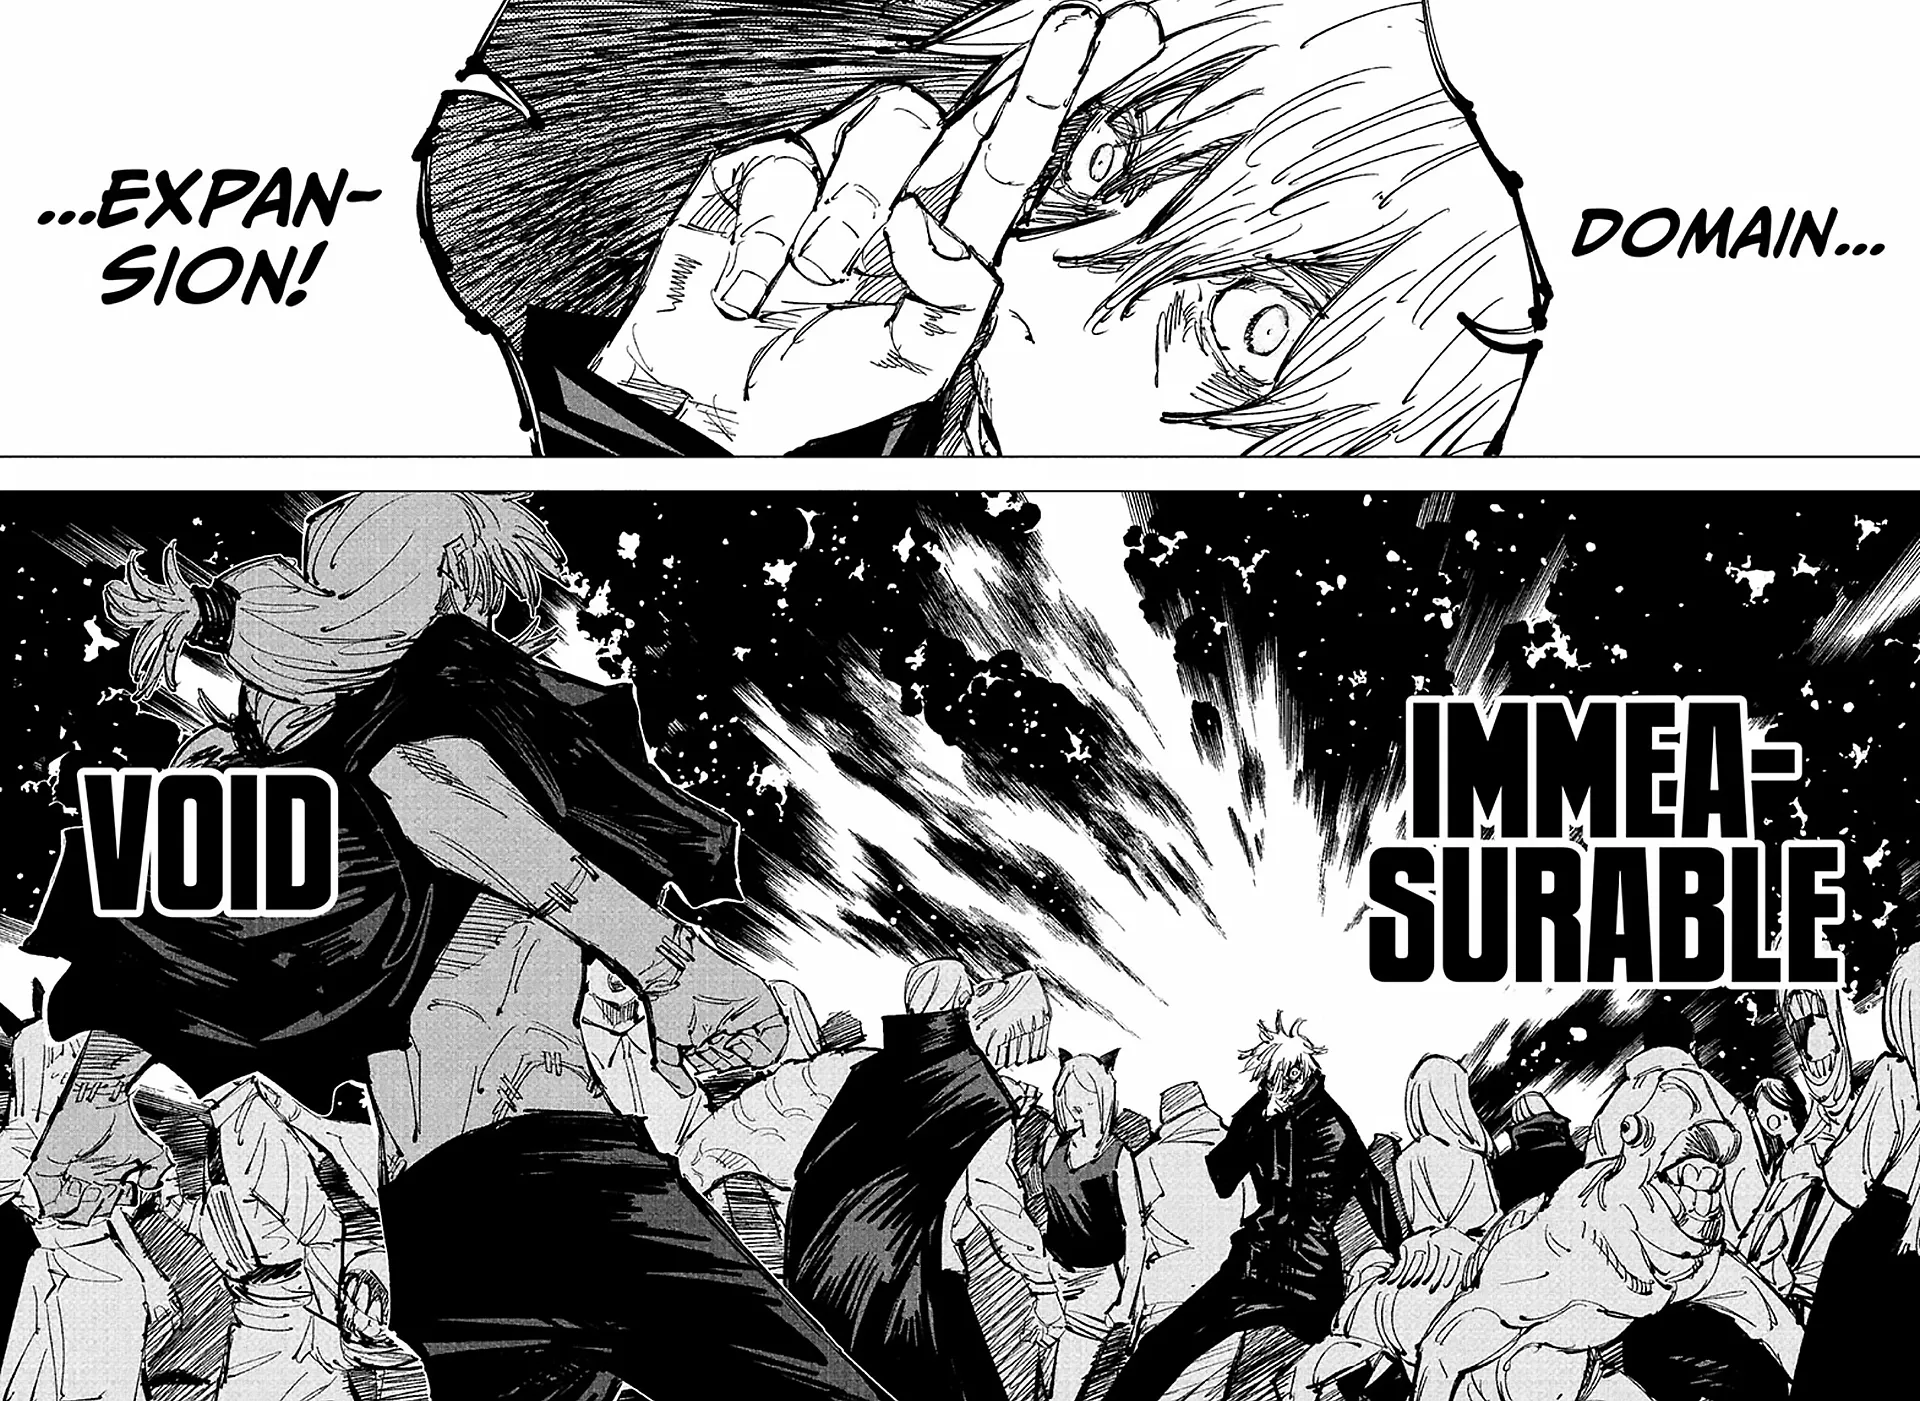 DOMAIN...
...EXPAN-
SION!
IMMEA-
SURABLE
VOID